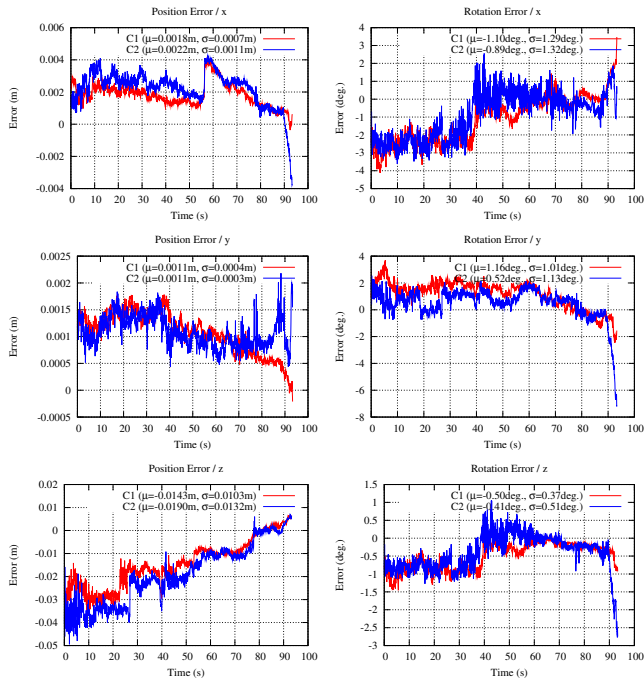 Position Error / x
C1 (μ=0.0018m, σ=0.0007m)
C2 (μ=0.0022m, σ=0.0011m)
0.006
0.004
0.002
0
-0.002
-0.004
Error (m)
0 10 20 30 40 50 60 70 80 90 100
Time (s)
Rotation Error / x
C1 (μ=-1.10deg, σ=1.29deg.)
C2 (μ=-0.89deg, σ=1.32deg.)
4
3
2
1
0
-1
-2
-3
-4
-5
Error (deg.)
0 10 20 30 40 50 60 70 80 90 100
Time (s)
Position Error / y
C1 (μ=0.0011m, σ=0.0004m)
C2 (μ=0.0011m, σ=0.0003m)
0.0025
0.002
0.0015
0.001
0.0005
0
-0.0005
Error (m)
0 10 20 30 40 50 60 70 80 90 100
Time (s)
Rotation Error / y
C1 (μ=1.16deg, σ=1.01deg.)
C2 (μ=0.52deg, σ=1.13deg.)
4
2
0
-2
-4
-6
-8
Error (deg.)
0 10 20 30 40 50 60 70 80 90 100
Time (s)
Position Error / z
C1 (μ=-0.0143m, σ=0.0103m)
C2 (μ=-0.0190m, σ=0.0132m)
0.02
0.01
0
-0.01
-0.02
-0.03
-0.04
-0.05
Error (m)
0 10 20 30 40 50 60 70 80 90 100
Time (s)
Rotation Error / z
C1 (μ=-0.50deg, σ=0.37deg.)
C2 (μ=-0.41deg, σ=0.51deg.)
1.5
1
0.5
0
-0.5
-1
-1.5
-2
-2.5
-3
Error (deg.)
0 10 20 30 40 50 60 70 80 90 100
Time (s)